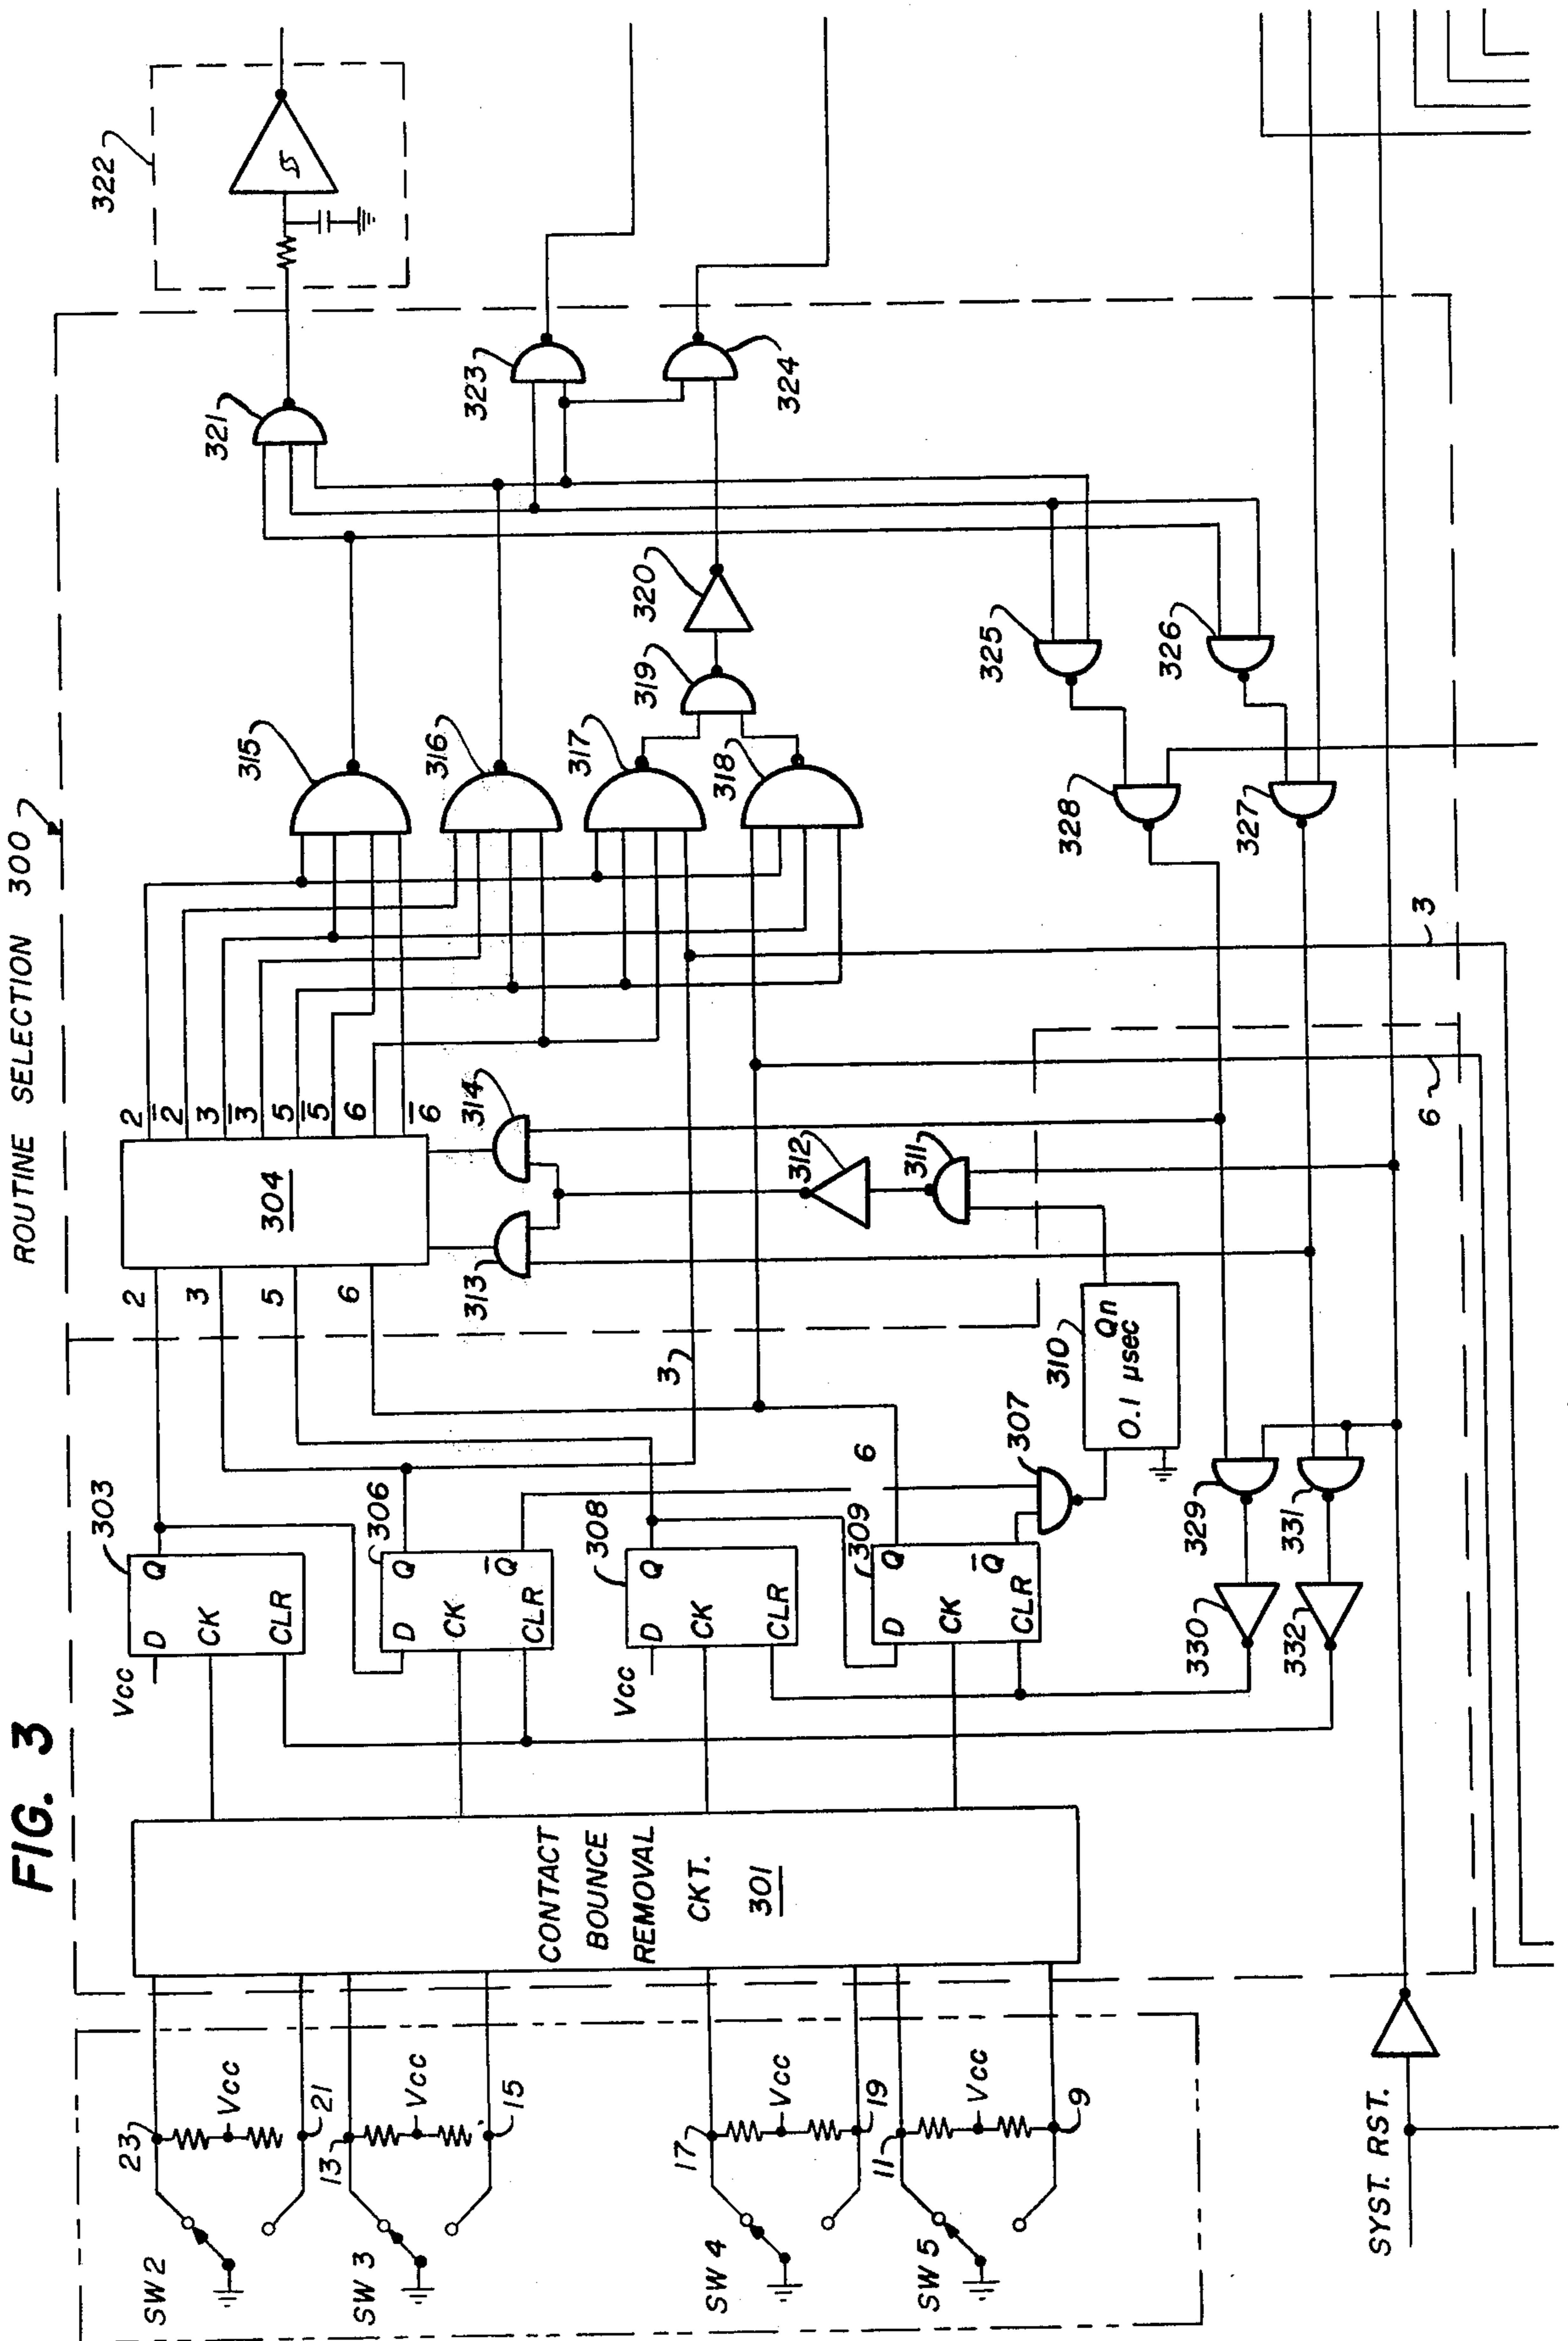 FIG. 3
ROUTINE SELECTION 300
322
321
323
324
315
316
317
318
319
320
325
326
328
327
2
2̅
3
3̅
5
5̅
6
6̅
304
2
3
5
6
314
313
312
311
3
6
3
6
310
Qn
0.1 µsec
307
303
Vcc
D
Q
CK
CLR
306
D
Q
CK
Q̅
CLR
308
Vcc
D
Q
CK
CLR
309
D
Q
CK
Q̅
CLR
329
331
330
332
CONTACT
BOUNCE
REMOVAL
CKT.
301
23
Vcc
21
SW 2
13
Vcc
15
SW 3
17
Vcc
19
SW 4
11
Vcc
9
SW 5
SYST. RST.